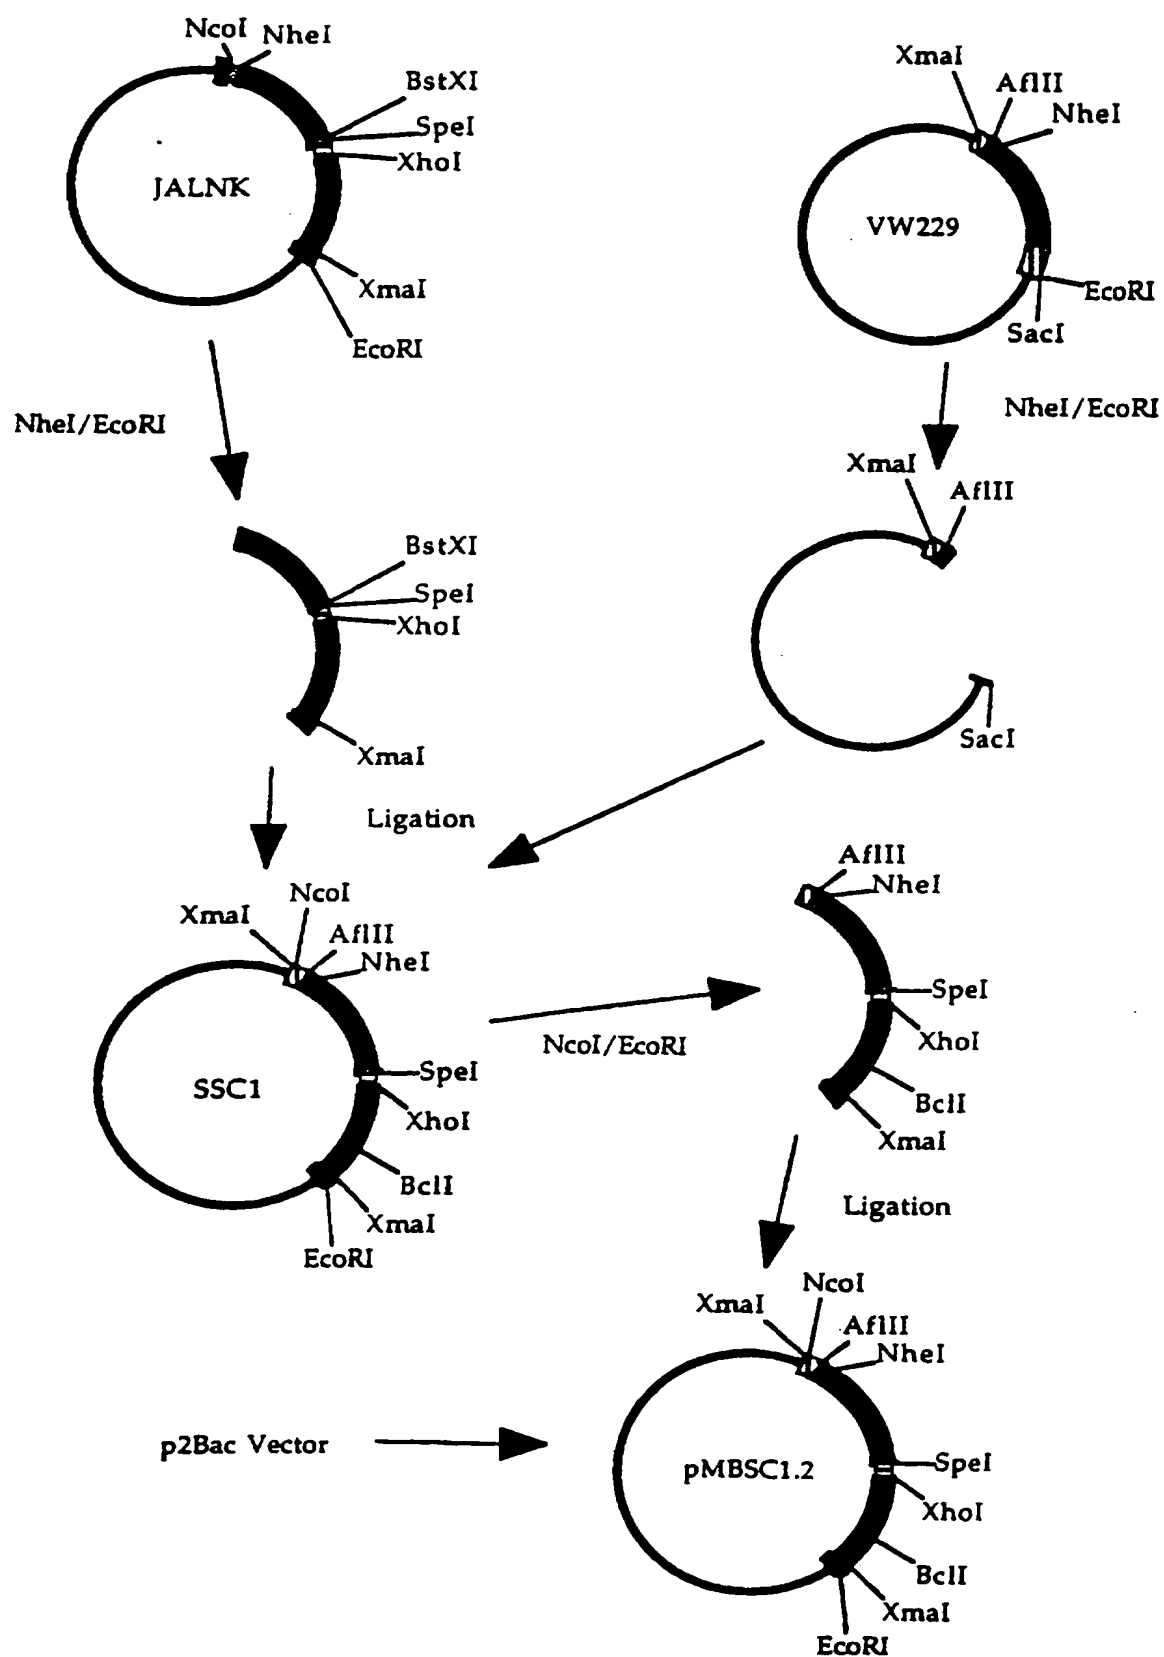 NcoI
NheI
BstXI
SpeI
XhoI
JALNK
XmaI
EcoRI
XmaI
AflII
NheI
VW229
EcoRI
SacI
NheI/EcoRI
NheI/EcoRI
XmaI
AflII
SacI
BstXI
SpeI
XhoI
XmaI
Ligation
NcoI
XmaI
AflII
NheI
SSC1
SpeI
XhoI
BclI
XmaI
EcoRI
NcoI/EcoRI
AflII
NheI
SpeI
XhoI
BclI
XmaI
Ligation
p2Bac Vector
NcoI
XmaI
AflII
NheI
pMBSC1.2
SpeI
XhoI
BclI
XmaI
EcoRI